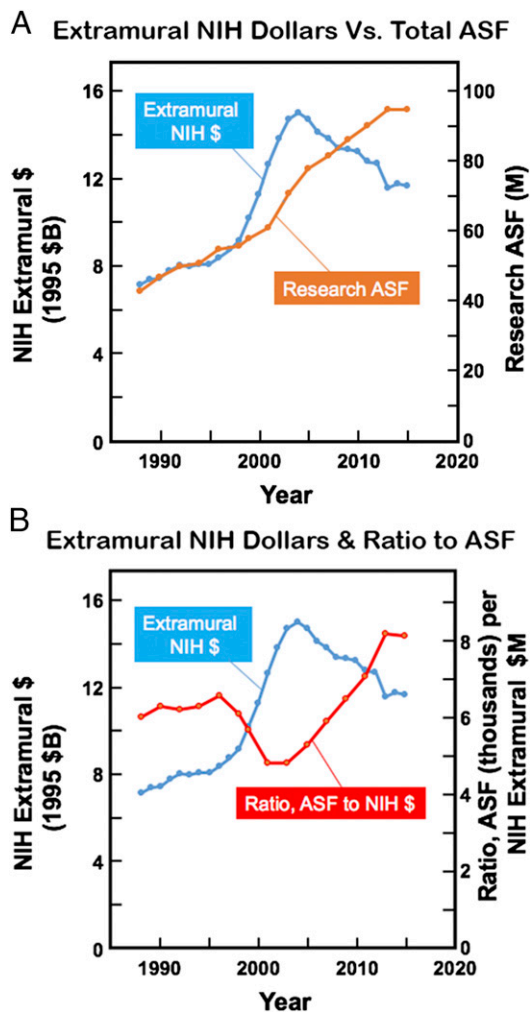 A
Extramural NIH Dollars Vs. Total ASF
NIH Extramural $
(1995 $B)
16
12
8
4
0
Extramural
NIH $
Research ASF
100
80
60
40
20
0
Research ASF (M)
1990
2000
2010
2020
Year
B
Extramural NIH Dollars & Ratio to ASF
NIH Extramural $
(1995 $B)
16
12
8
4
0
Extramural
NIH $
Ratio, ASF to NIH $
8
6
4
2
0
Ratio, ASF (thousands) per
NIH Extramural $M
1990
2000
2010
2020
Year